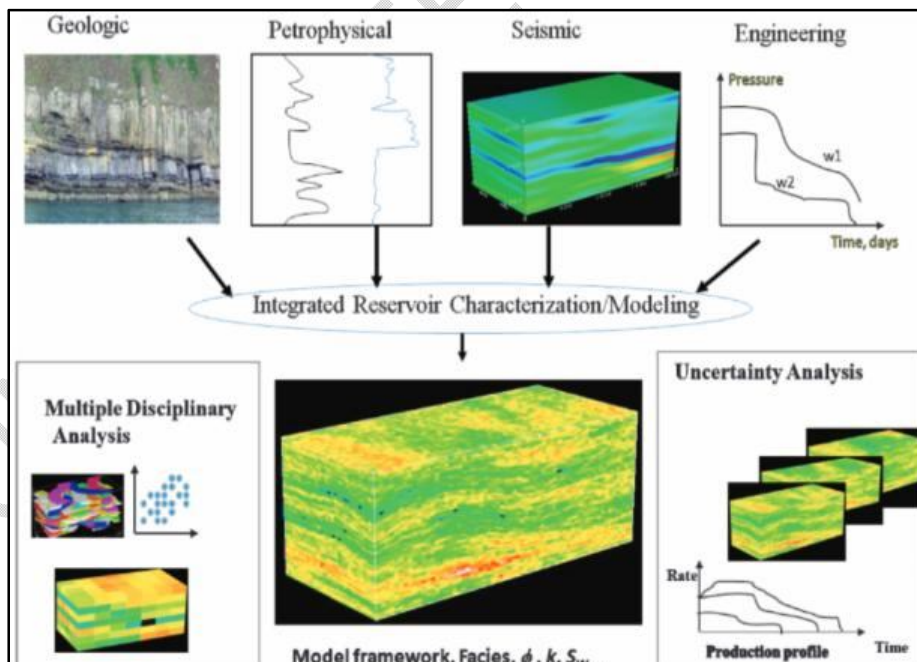 Geologic
Petrophysical
Seismic
Engineering
Pressure
w1
w2
Time, days
Integrated Reservoir Characterization/Modeling
Multiple Disciplinary
Analysis
Uncertainty Analysis
Rate
Time
Production profile
Model framework, Facies, ϕ, k, S